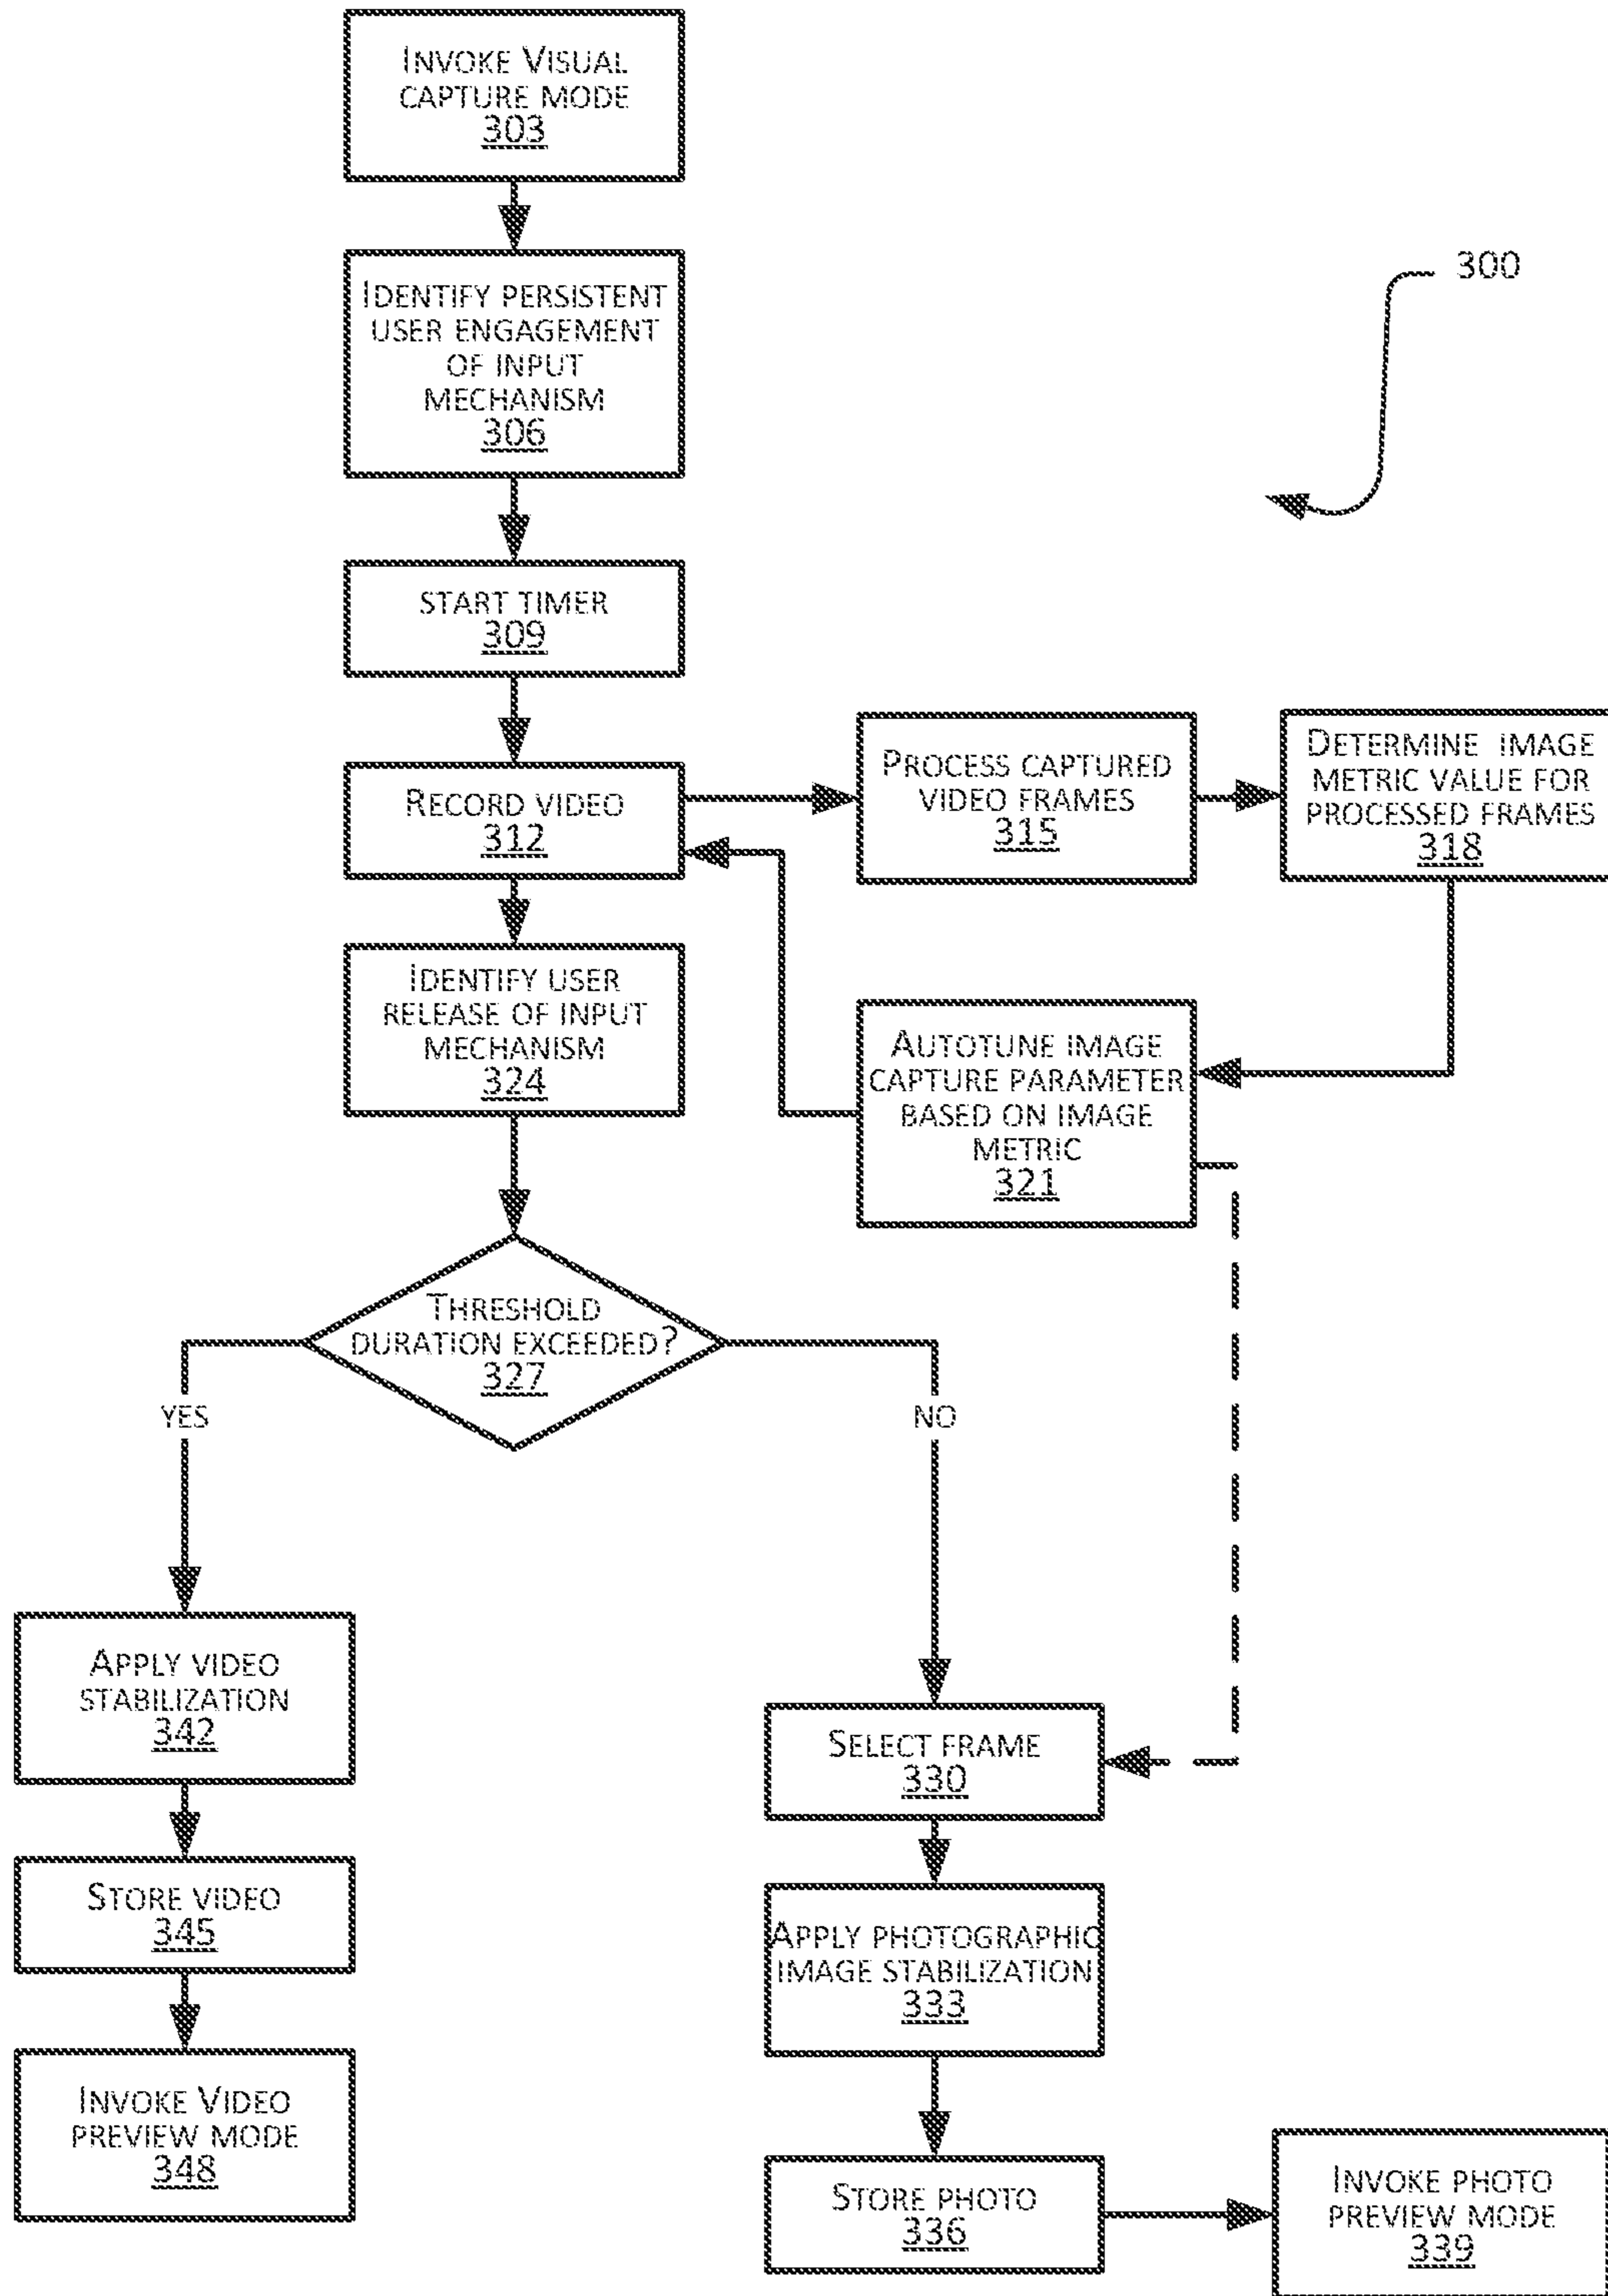 INVOKE VISUAL
CAPTURE MODE
303
IDENTIFY PERSISTENT
USER ENGAGEMENT
OF INPUT
MECHANISM
306
300
START TIMER
309
RECORD VIDEO
312
PROCESS CAPTURED
VIDEO FRAMES
315
DETERMINE IMAGE
METRIC VALUE FOR
PROCESSED FRAMES
318
IDENTIFY USER
RELEASE OF INPUT
MECHANISM
324
AUTOTUNE IMAGE
CAPTURE PARAMETER
BASED ON IMAGE
METRIC
321
THRESHOLD
DURATION EXCEEDED?
327
YES
NO
APPLY VIDEO
STABILIZATION
342
STORE VIDEO
345
INVOKE VIDEO
PREVIEW MODE
348
SELECT FRAME
330
APPLY PHOTOGRAPHIC
IMAGE STABILIZATION
333
STORE PHOTO
336
INVOKE PHOTO
PREVIEW MODE
339